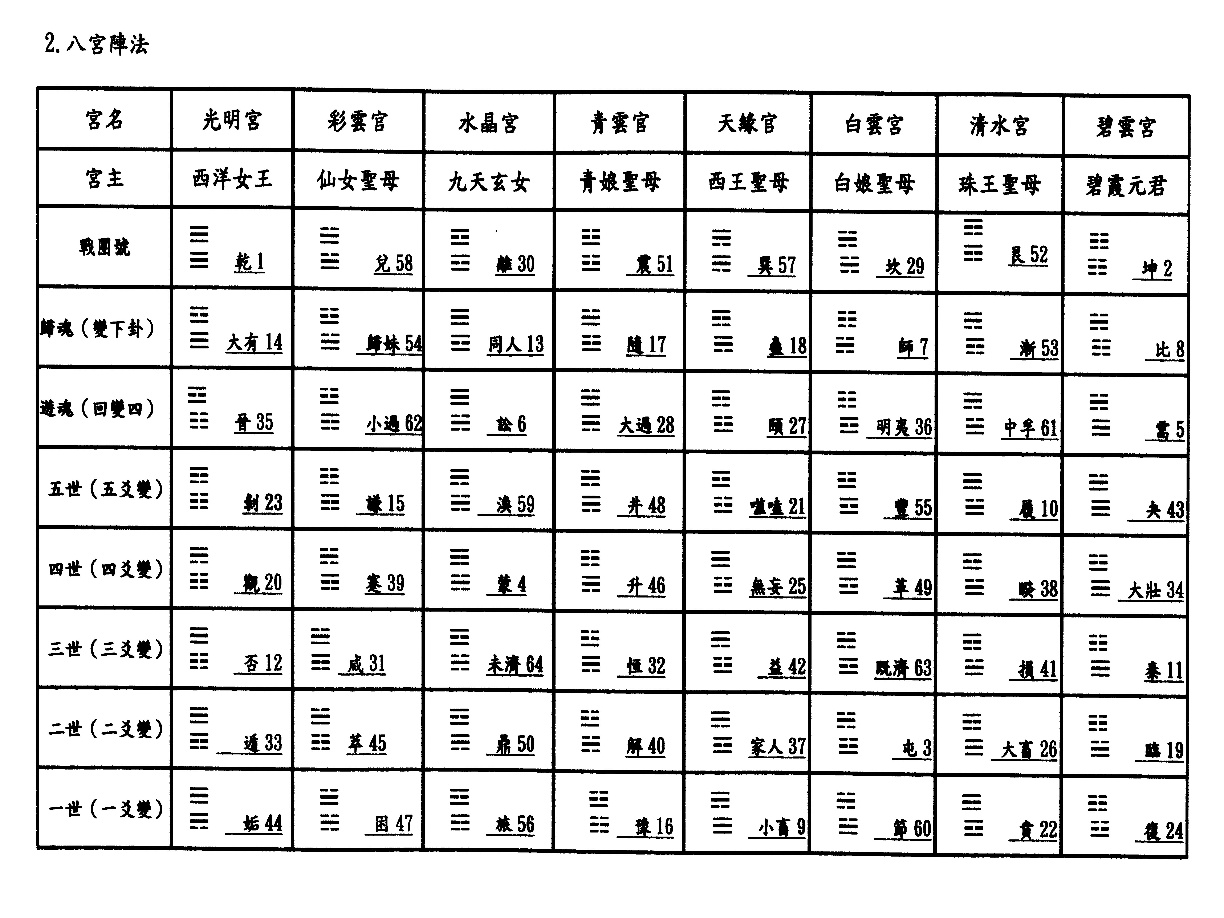 2.八宮陣法
宮名 光明宮 彩雲官 水晶宮 青雲官 天緣官 白雲宮 清水宮 碧雲宮
宮主 西洋女王 仙女聖母 九天玄女 青娘聖母 西王聖母 白娘聖母 珠王聖母 碧霞元君
戰團號 乾1 兌58 離30 震51 巽57 坎29 艮52 坤2
歸魂（變下卦） 大有14 歸妹54 同人13 隨17 蠱18 師7 漸53 比8
遊魂（回變四） 晉35 小過62 訟6 大過28 頤27 明夷36 中孚61 需5
五世（五爻變） 剝23 謙15 渙59 井48 噬嗑21 豐55 履10 夬43
四世（四爻變） 觀20 蹇39 蒙4 升46 無妄25 革49 睽38 大壯34
三世（三爻變） 否12 咸31 未濟64 恒32 益42 既濟63 損41 泰11
二世（二爻變） 遁33 萃45 鼎50 解40 家人37 屯3 大畜26 臨19
一世（一爻變） 姤44 困47 旅56 豫16 小畜9 節60 賁22 復24